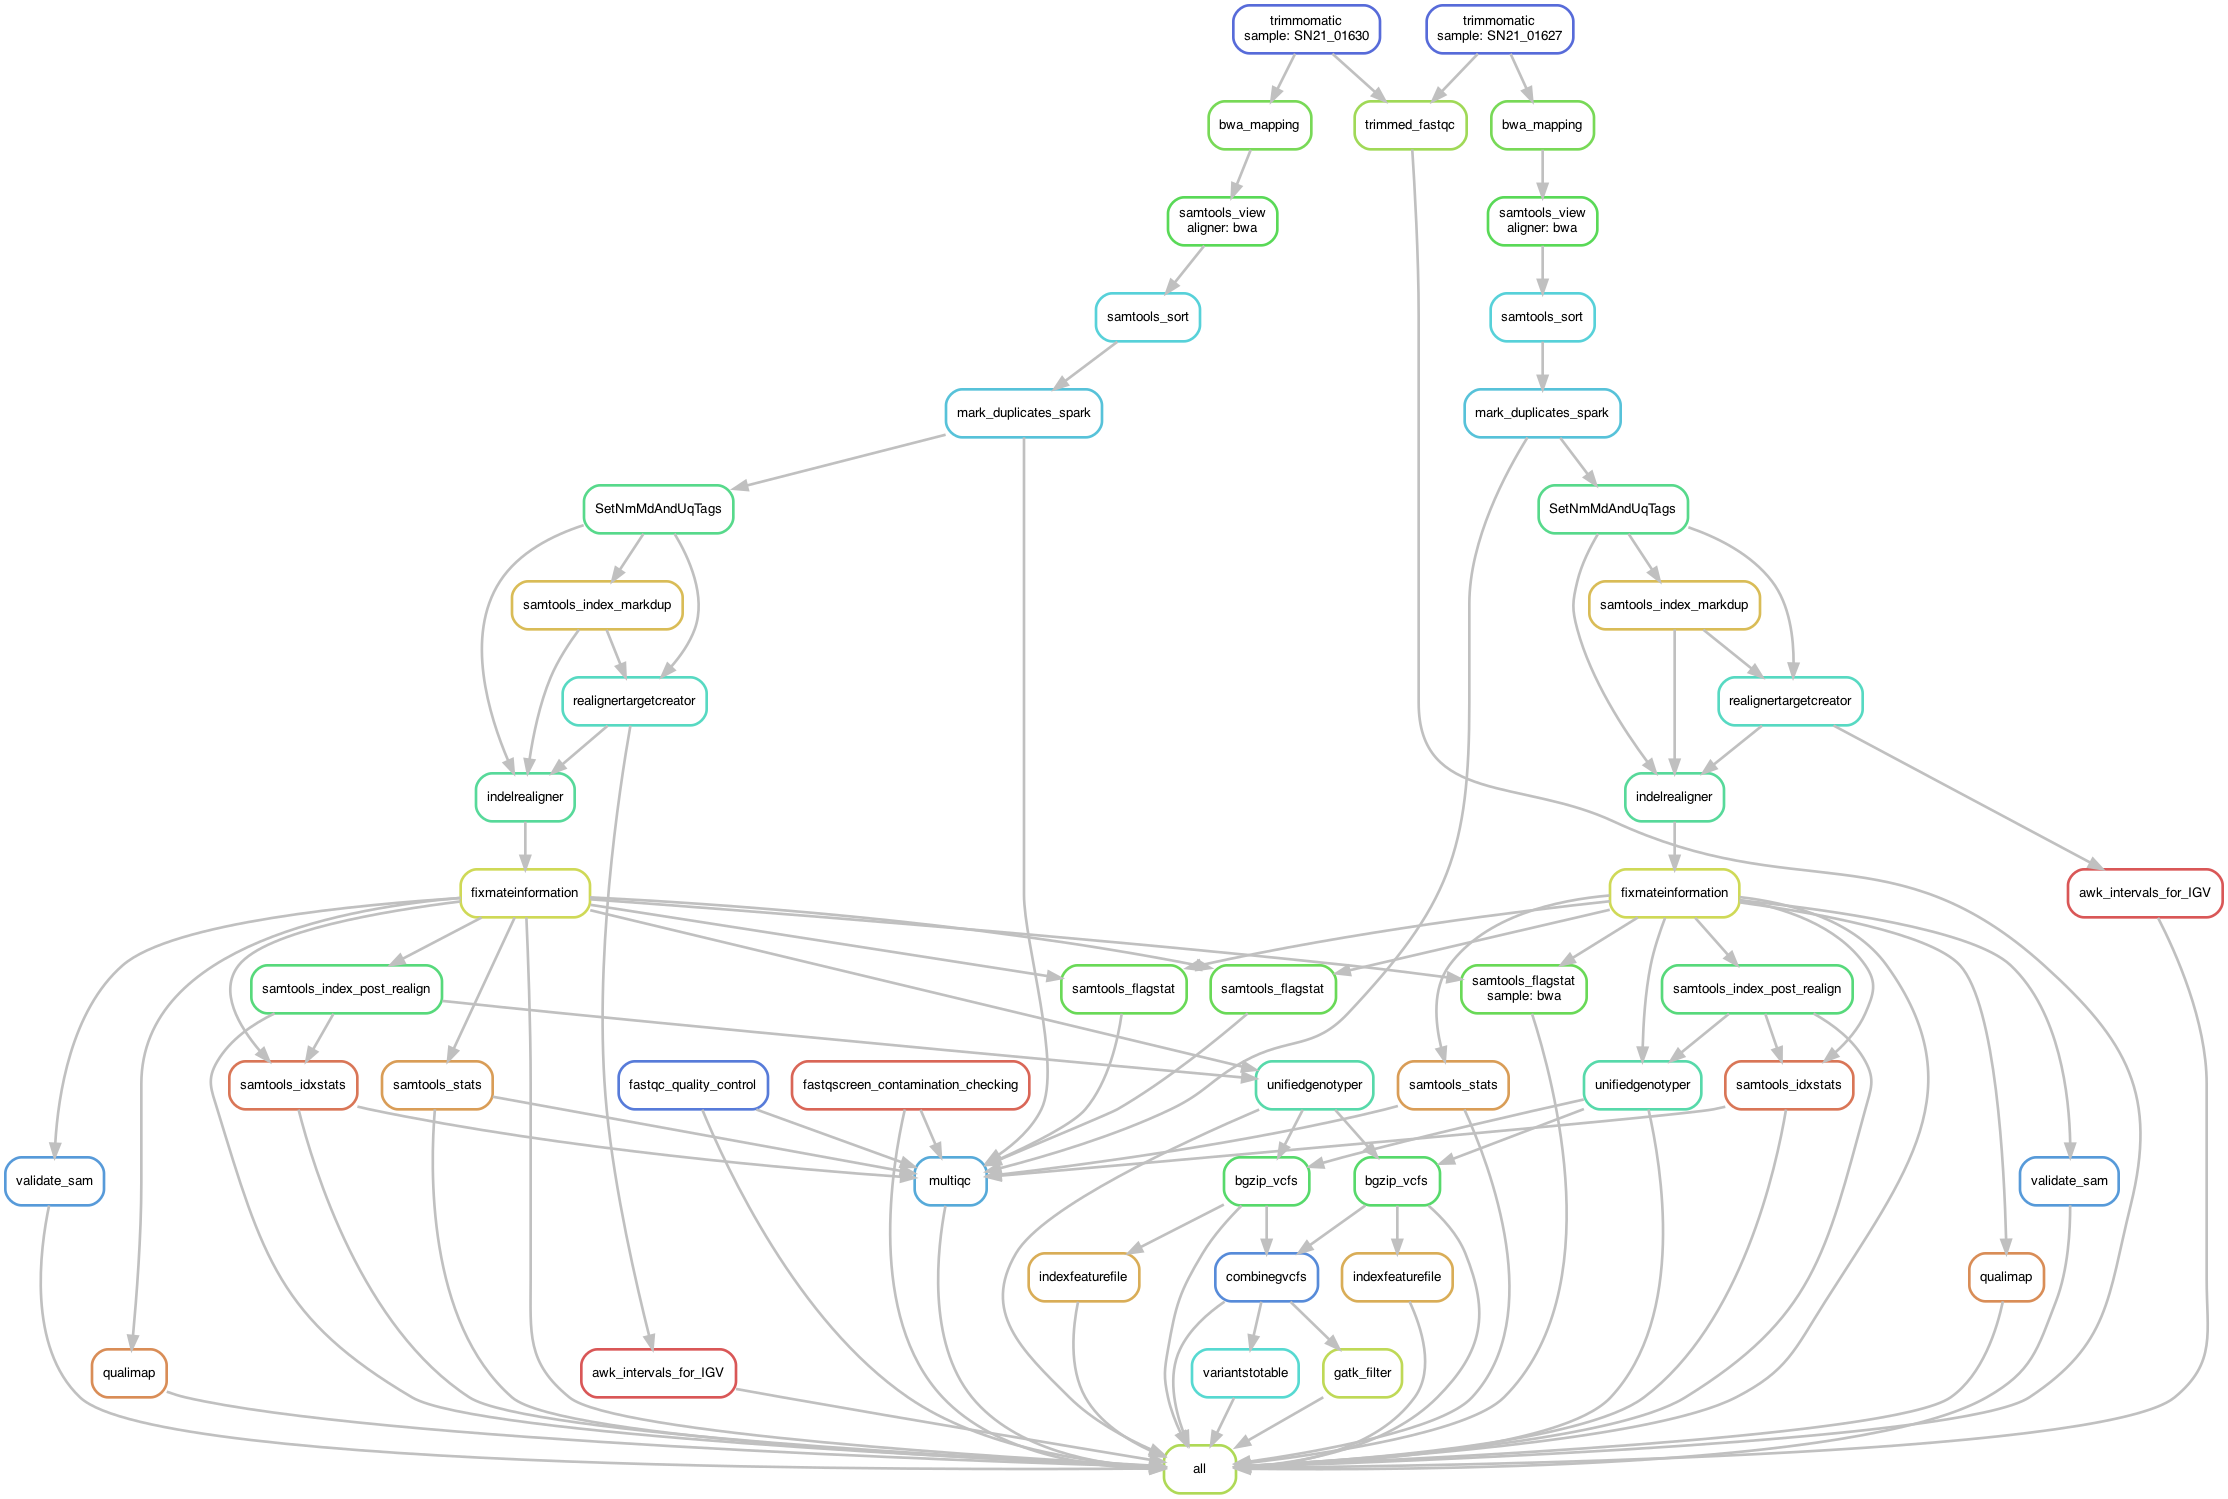 trimmomatic
sample: SN21_01630
trimmomatic
sample: SN21_01627
bwa_mapping
trimmed_fastqc
bwa_mapping
samtools_view
aligner: bwa
samtools_view
aligner: bwa
samtools_sort
samtools_sort
mark_duplicates_spark
mark_duplicates_spark
SetNmMdAndUqTags
SetNmMdAndUqTags
samtools_index_markdup
samtools_index_markdup
realignertargetcreator
realignertargetcreator
indelrealigner
indelrealigner
fixmateinformation
fixmateinformation
awk_intervals_for_IGV
samtools_index_post_realign
samtools_flagstat
samtools_flagstat
samtools_flagstat
sample: bwa
samtools_index_post_realign
samtools_idxstats
samtools_stats
fastqc_quality_control
fastqscreen_contamination_checking
unifiedgenotyper
samtools_stats
unifiedgenotyper
samtools_idxstats
validate_sam
multiqc
bgzip_vcfs
bgzip_vcfs
validate_sam
indexfeaturefile
combinegvcfs
indexfeaturefile
qualimap
qualimap
awk_intervals_for_IGV
variantstotable
gatk_filter
all